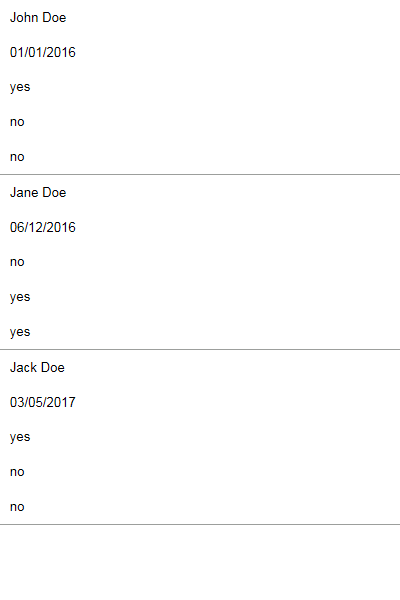 John Doe
01/01/2016
yes
no
no
Jane Doe
06/12/2016
no
yes
yes
Jack Doe
03/05/2017
yes
no
no